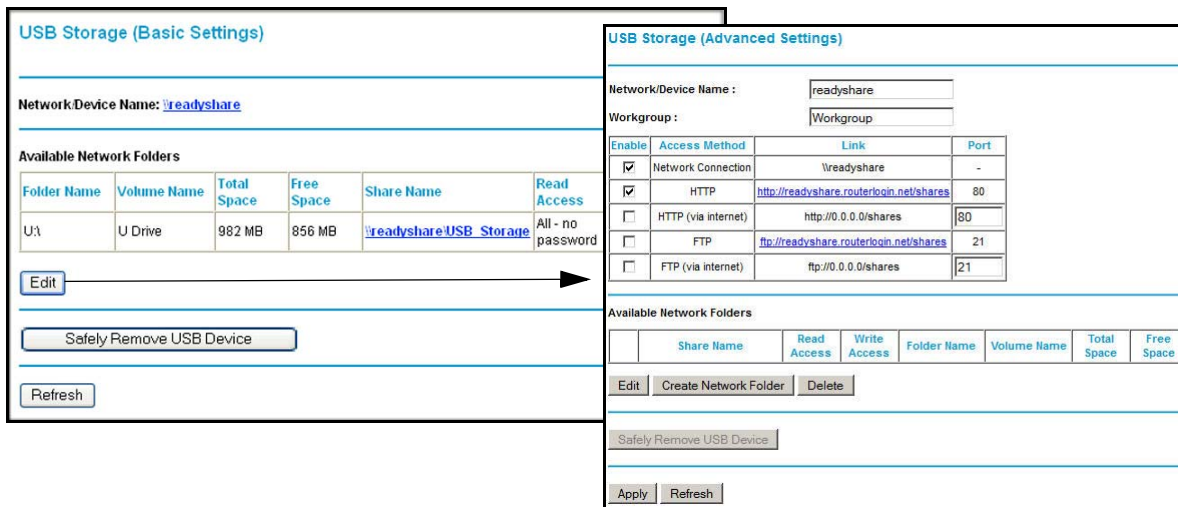 USB Storage (Basic Settings)
Network/Device Name: \\readyshare
Available Network Folders
Folder Name Volume Name Total Space Free Space Share Name Read Access
U:\ U Drive 982 MB 856 MB \\readyshare\USB_Storage All - no password
Edit
Safely Remove USB Device
Refresh
USB Storage (Advanced Settings)
Network/Device Name : readyshare
Workgroup : Workgroup
Enable Access Method Link Port
Network Connection \\readyshare -
HTTP http://readyshare.routerlogin.net/shares 80
HTTP (via internet) http://0.0.0.0/shares 80
FTP ftp://readyshare.routerlogin.net/shares 21
FTP (via internet) ftp://0.0.0.0/shares 21
Available Network Folders
Share Name Read Access Write Access Folder Name Volume Name Total Space Free Space
Edit Create Network Folder Delete
Safely Remove USB Device
Apply Refresh